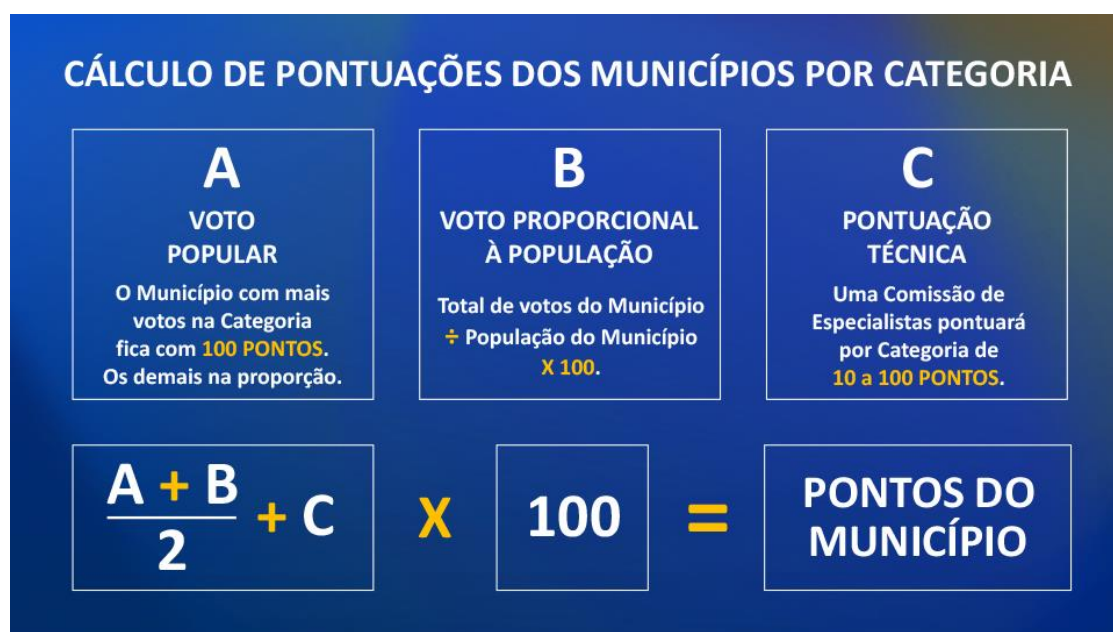 CÁLCULO DE PONTUAÇÕES DOS MUNICÍPIOS POR CATEGORIA
A
VOTO
POPULAR
O Município com mais
votos na Categoria
fica com 100 PONTOS.
Os demais na proporção.
B
VOTO PROPORCIONAL
À POPULAÇÃO
Total de votos do Município
÷ População do Município
X 100.
C
PONTUAÇÃO
TÉCNICA
Uma Comissão de
Especialistas pontuará
por Categoria de
10 a 100 PONTOS.
A + B
2
+ C
X
100
=
PONTOS DO
MUNICÍPIO